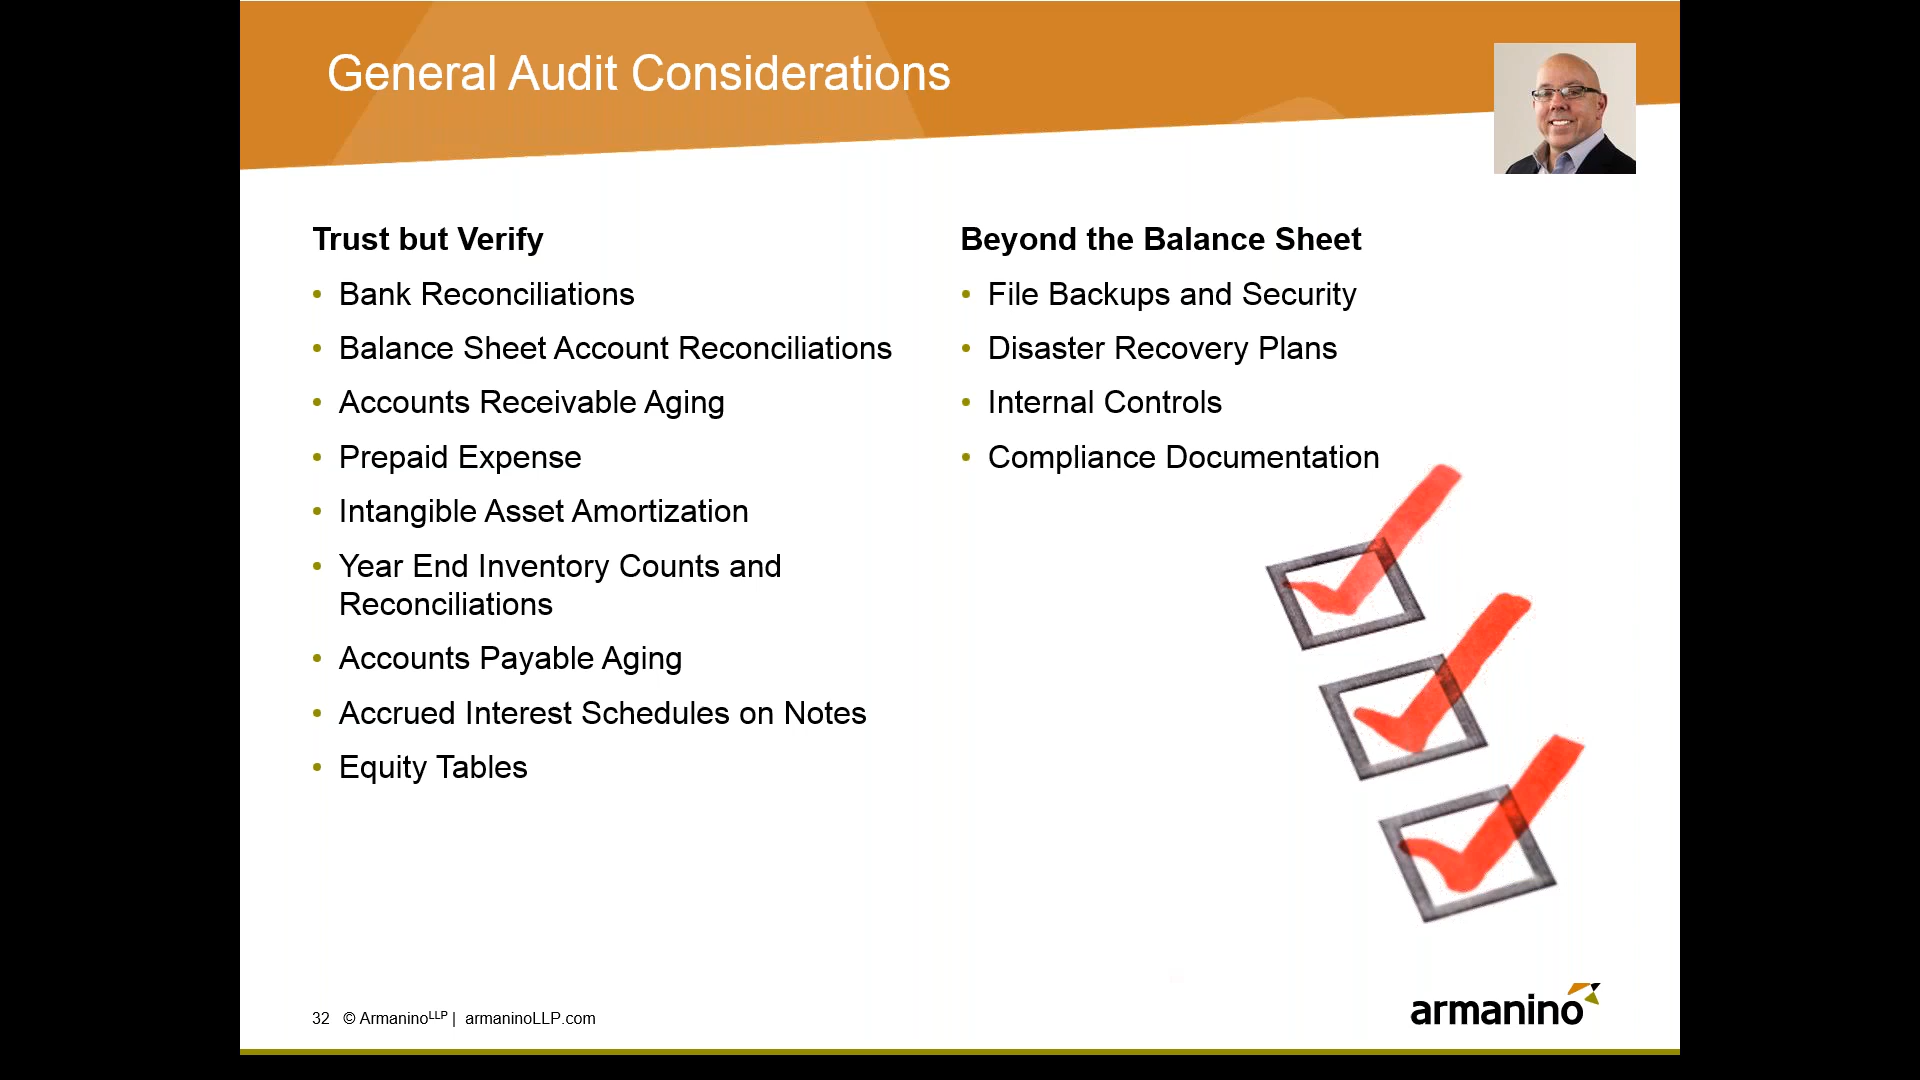 General Audit Considerations
Trust but Verify
• Bank Reconciliations
• Balance Sheet Account Reconciliations
• Accounts Receivable Aging
• Prepaid Expense
• Intangible Asset Amortization
• Year End Inventory Counts and
Reconciliations
• Accounts Payable Aging
• Accrued Interest Schedules on Notes
• Equity Tables
Beyond the Balance Sheet
• File Backups and Security
• Disaster Recovery Plans
• Internal Controls
• Compliance Documentation
32 © ArmaninoLLP | armaninoLLP.com
armanino